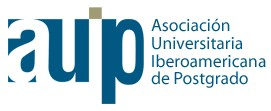 auip
Asociación
Universitaria
Iberoamericana
de Postgrado